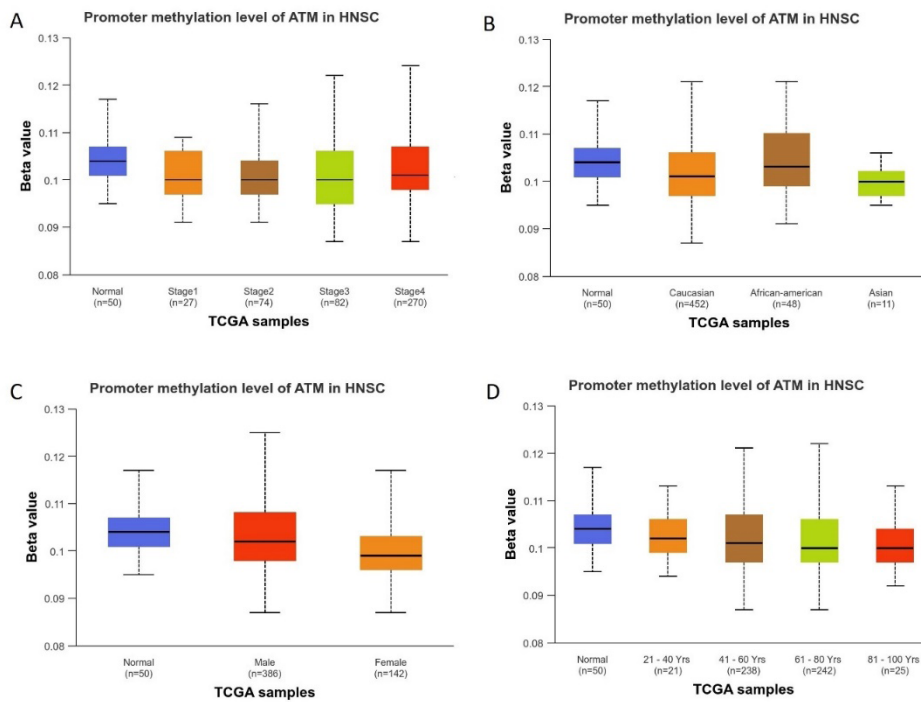 A
Promoter methylation level of ATM in HNSC
Beta value
0.13
0.12
0.11
0.1
0.09
0.08
Normal
(n=50)
Stage1
(n=27)
Stage2
(n=74)
Stage3
(n=82)
Stage4
(n=270)
TCGA samples
B
Promoter methylation level of ATM in HNSC
Beta value
0.13
0.12
0.11
0.1
0.09
0.08
Normal
(n=50)
Caucasian
(n=452)
African-american
(n=48)
Asian
(n=11)
TCGA samples
C
Promoter methylation level of ATM in HNSC
Beta value
0.13
0.12
0.11
0.1
0.09
0.08
Normal
(n=50)
Male
(n=386)
Female
(n=142)
TCGA samples
D
Promoter methylation level of ATM in HNSC
Beta value
0.13
0.12
0.11
0.1
0.09
0.08
Normal
(n=50)
21 - 40 Yrs
(n=21)
41 - 60 Yrs
(n=238)
61 - 80 Yrs
(n=242)
81 - 100 Yrs
(n=25)
TCGA samples